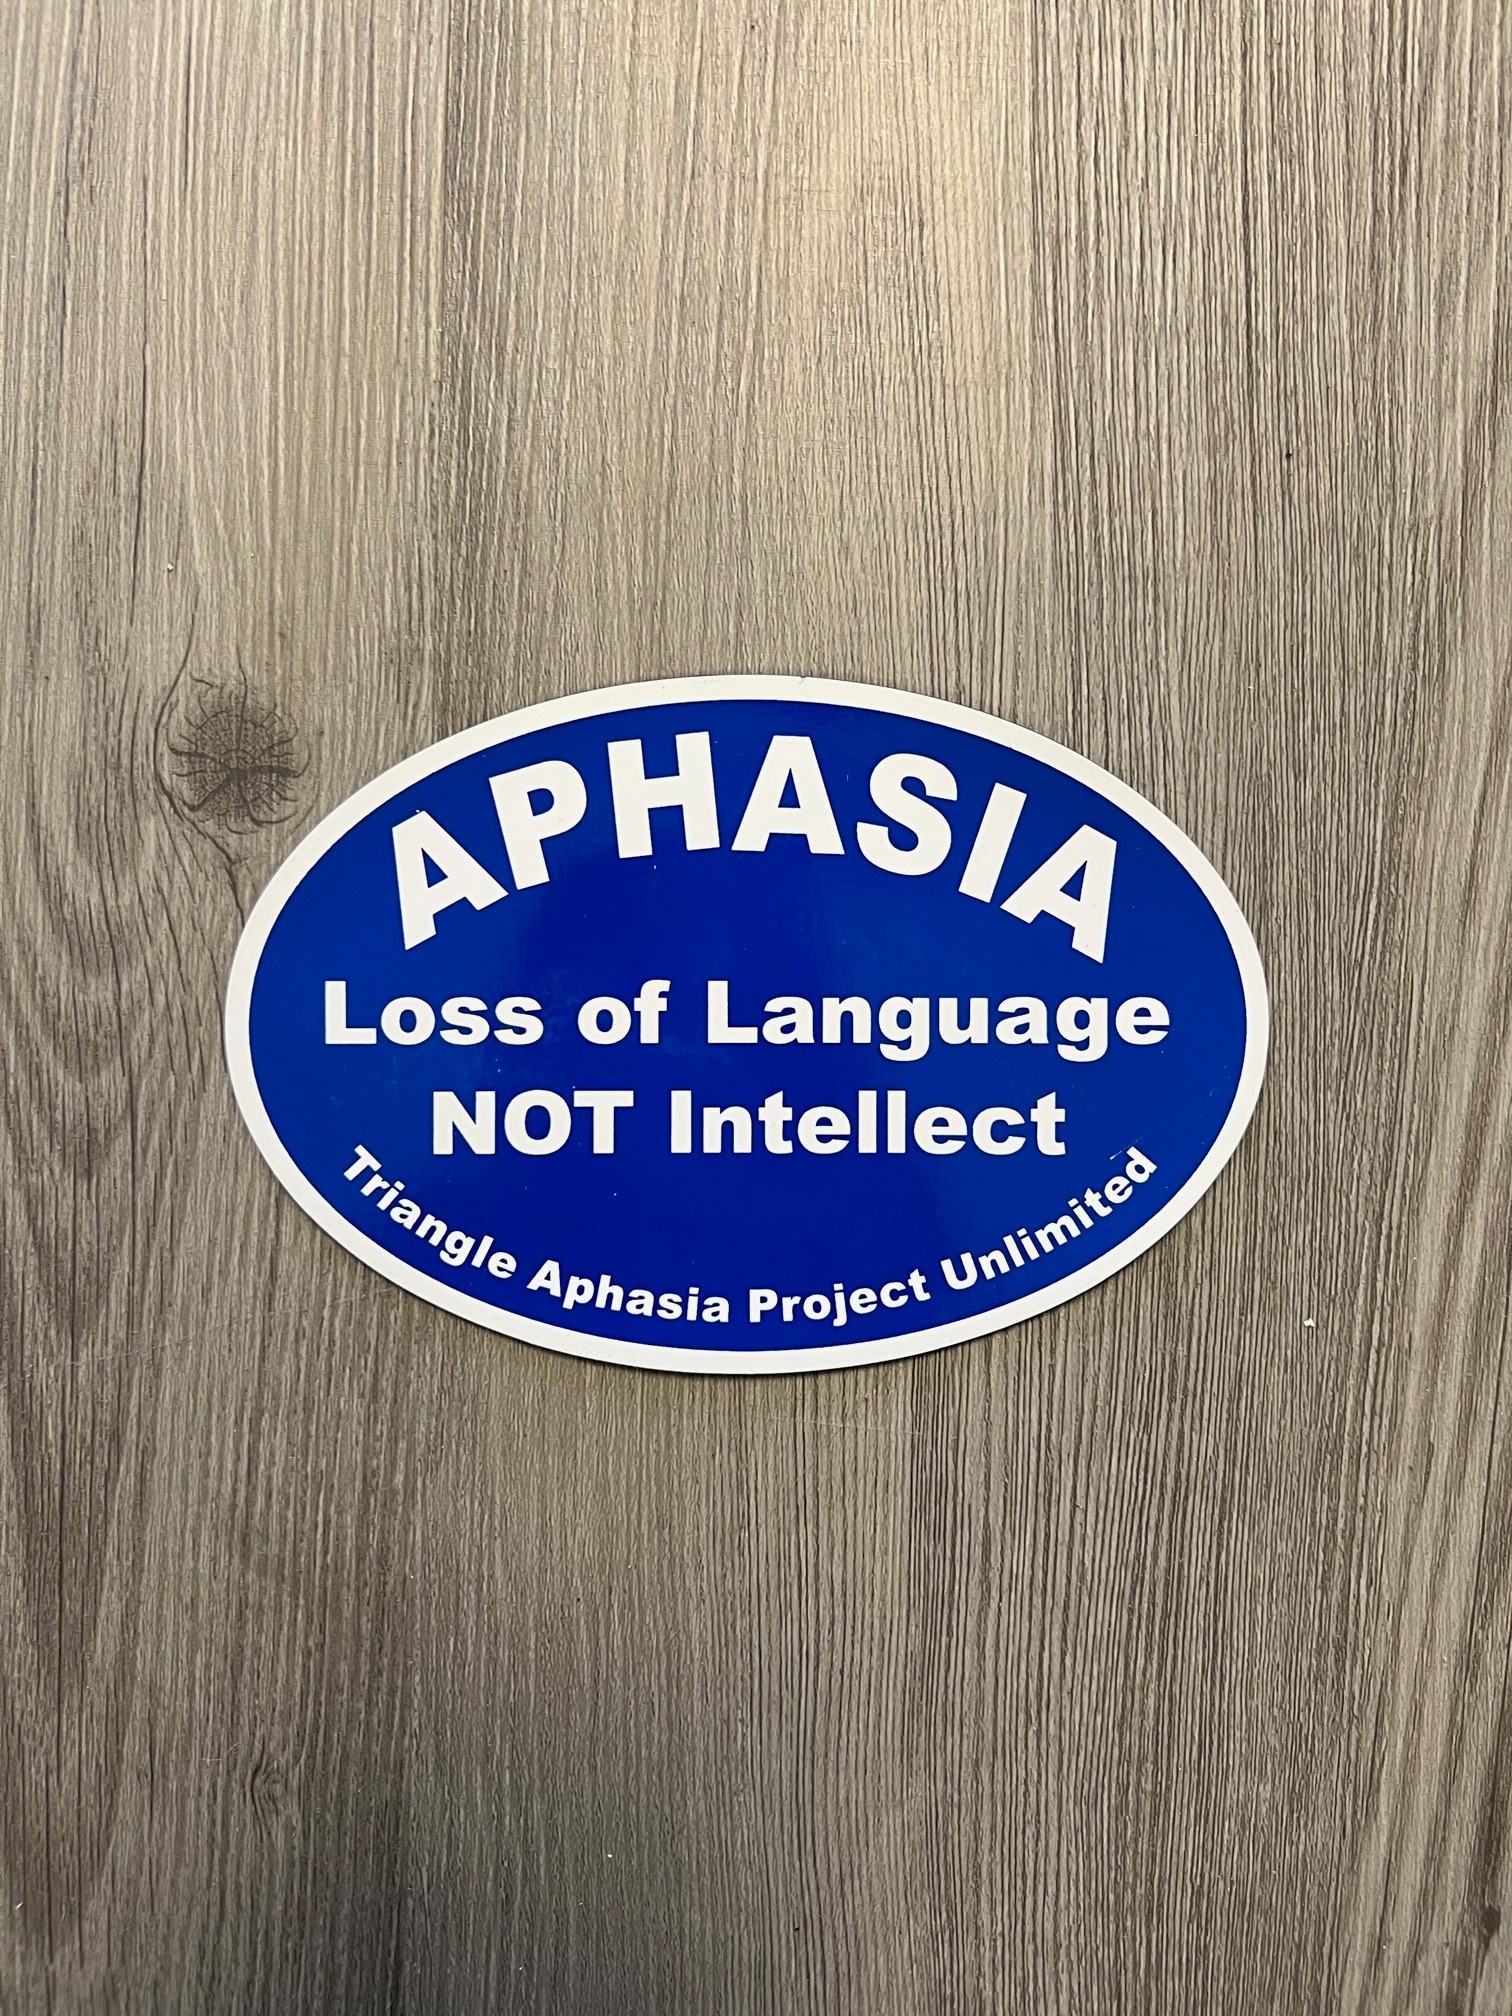 APHASIA
Loss of Language
NOT Intellect
Triangle Aphasia Project Unlimited